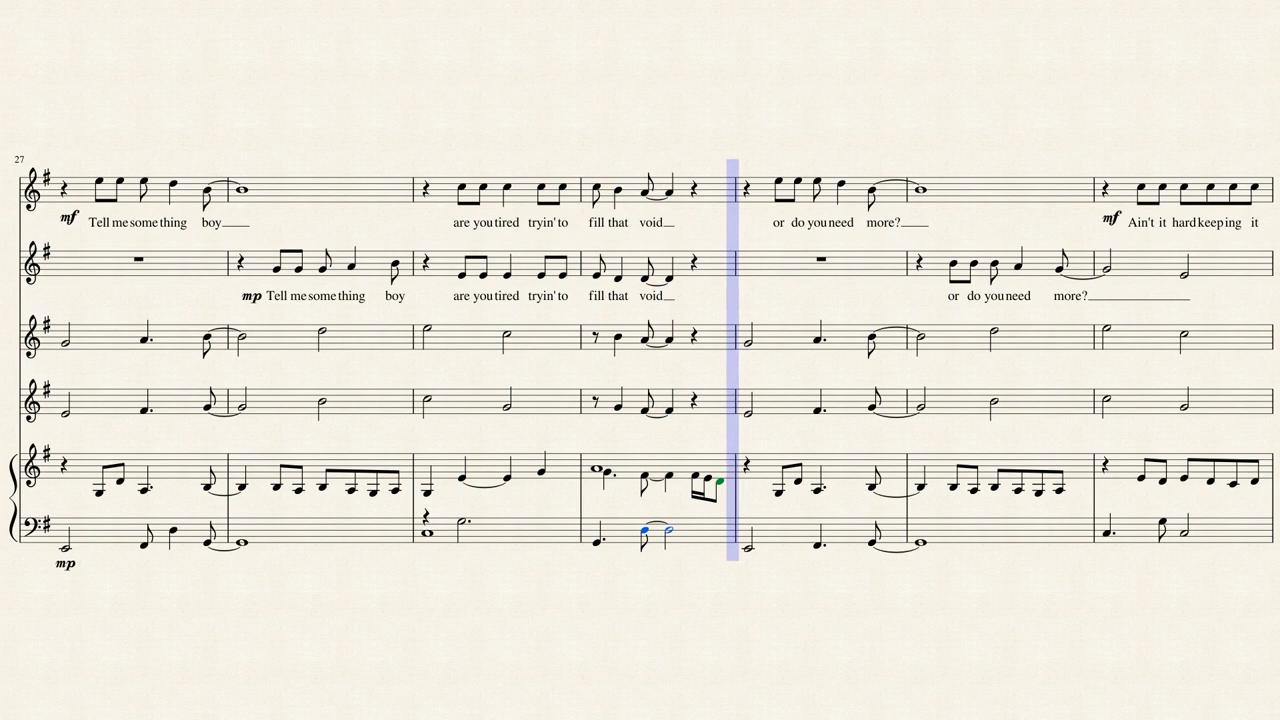 27
mf Tell me some thing boy are you tired tryin' to fill that void or do you need more? mf Ain't it hard keep ing it
mp Tell me some thing boy are you tired tryin' to fill that void or do you need more?
mp